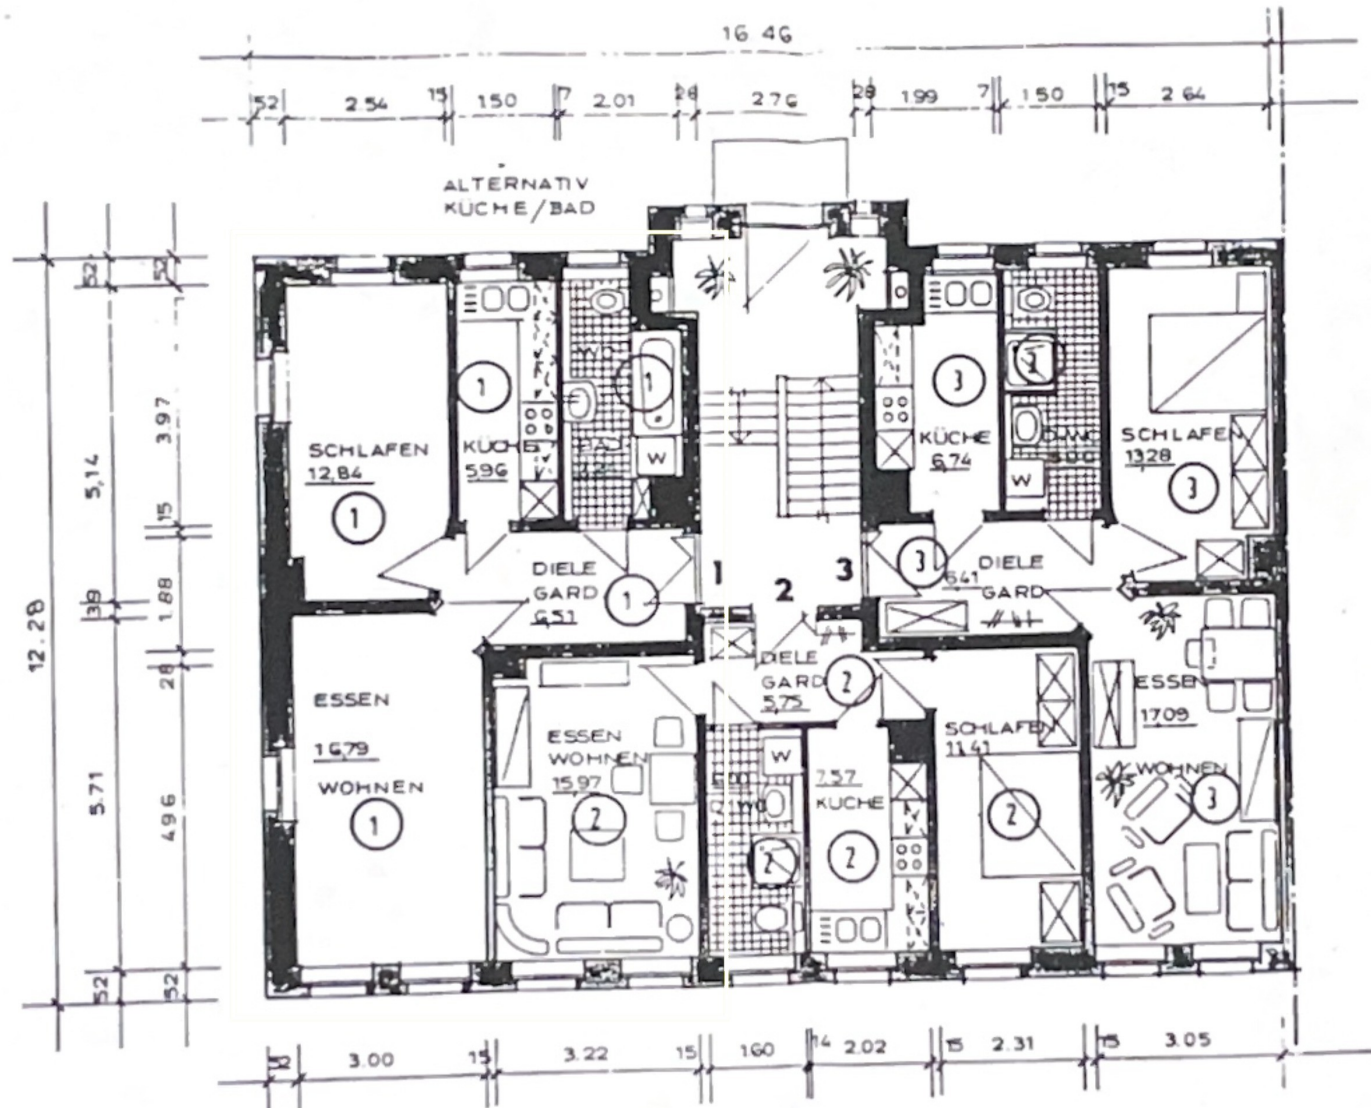 16 46
52 2.54 15 150 7 2.01 28 2.76 28 1.99 7 1.50 15 2 64
ALTERNATIV
KÜCHE/BAD
52
52
3.97
5,14
15
39
1.88
12.28
28
5.71
4.96
52
52
SCHLAFEN
12,84
1
1
KÜCHE
5,96
1
W
3
KÜCHE
6,74
2
W
SCHLAFEN
13,28
3
DIELE
GARD
6,51
1
1
2
3
3
DIELE
6,41
GARD
ESSEN
16,79
WOHNEN
1
ESSEN
WOHNEN
15,97
2
DIELE
GARD
5,75
2
W
2
7.57
KÜCHE
2
SCHLAFEN
11.41
2
ESSEN
17.09
WOHNEN
3
3.00 15 3.22 15 1.60 14 2.02 15 2.31 15 3.05